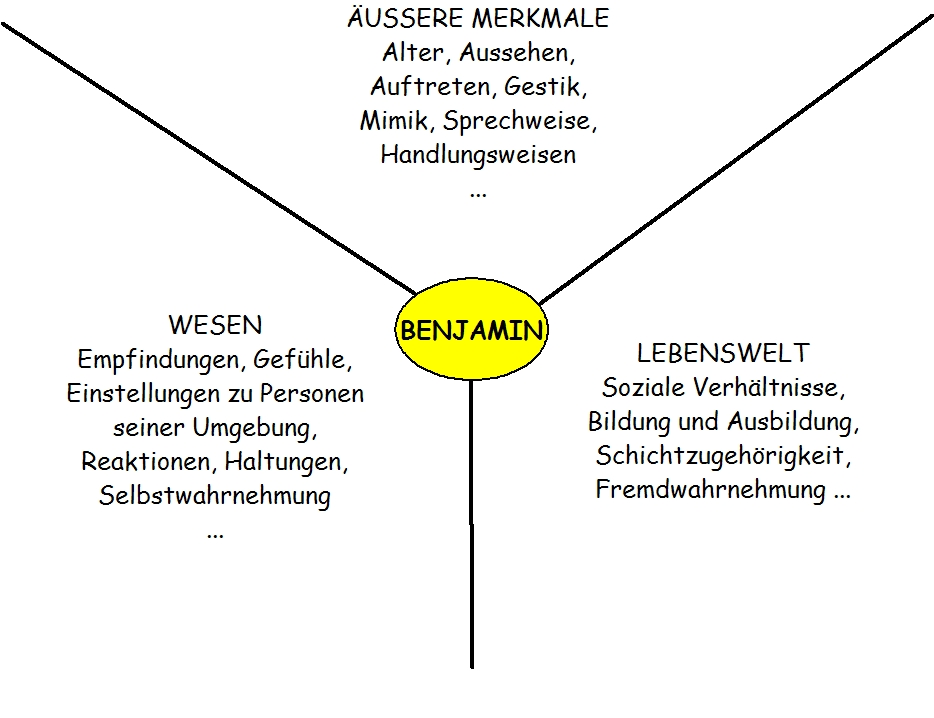 ÄUSSERE MERKMALE
Alter, Aussehen,
Auftreten, Gestik,
Mimik, Sprechweise,
Handlungsweisen
...
BENJAMIN
WESEN
Empfindungen, Gefühle,
Einstellungen zu Personen
seiner Umgebung,
Reaktionen, Haltungen,
Selbstwahrnehmung
...
LEBENSWELT
Soziale Verhältnisse,
Bildung und Ausbildung,
Schichtzugehörigkeit,
Fremdwahrnehmung ...